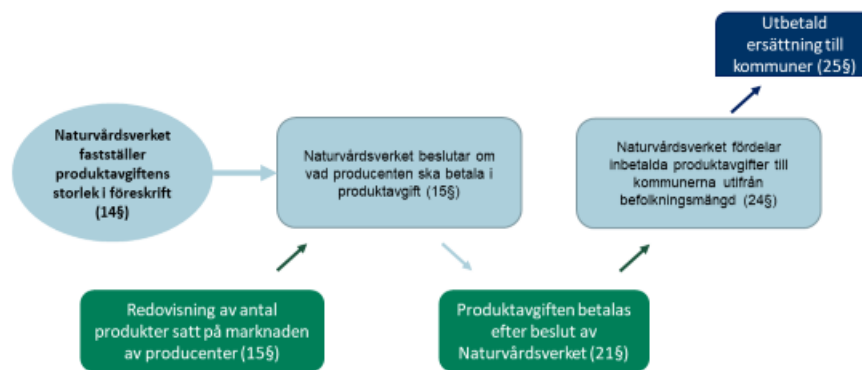 Utbetald
ersättning till
kommuner (25§)
Naturvårdsverket
fastställer
produktavgiftens
storlek i föreskrift
(14§)
Naturvårdsverket beslutar om
vad producenten ska betala i
produktavgift (15§)
Naturvårdsverket fördelar
inbetalda produktavgifter till
kommunerna utifrån
befolkningsmängd (24§)
Redovisning av antal
produkter satt på marknaden
av producenter (15§)
Produktavgiften betalas
efter beslut av
Naturvårdsverket (21§)